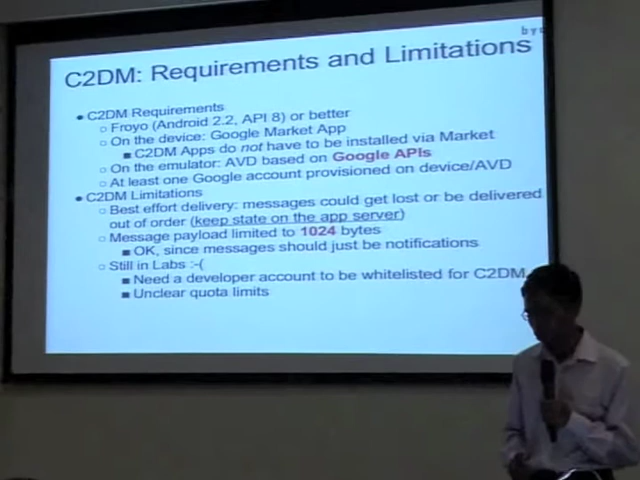 byo
C2DM: Requirements and Limitations
● C2DM Requirements
○ Froyo (Android 2.2, API 8) or better
○ On the device: Google Market App
■ C2DM Apps do not have to be installed via Market
○ On the emulator: AVD based on Google APIs
○ At least one Google account provisioned on device/AVD
● C2DM Limitations
○ Best effort delivery: messages could get lost or be delivered
out of order (keep state on the app server)
○ Message payload limited to 1024 bytes
■ OK, since messages should just be notifications
○ Still in Labs :-(
■ Need a developer account to be whitelisted for C2DM
■ Unclear quota limits